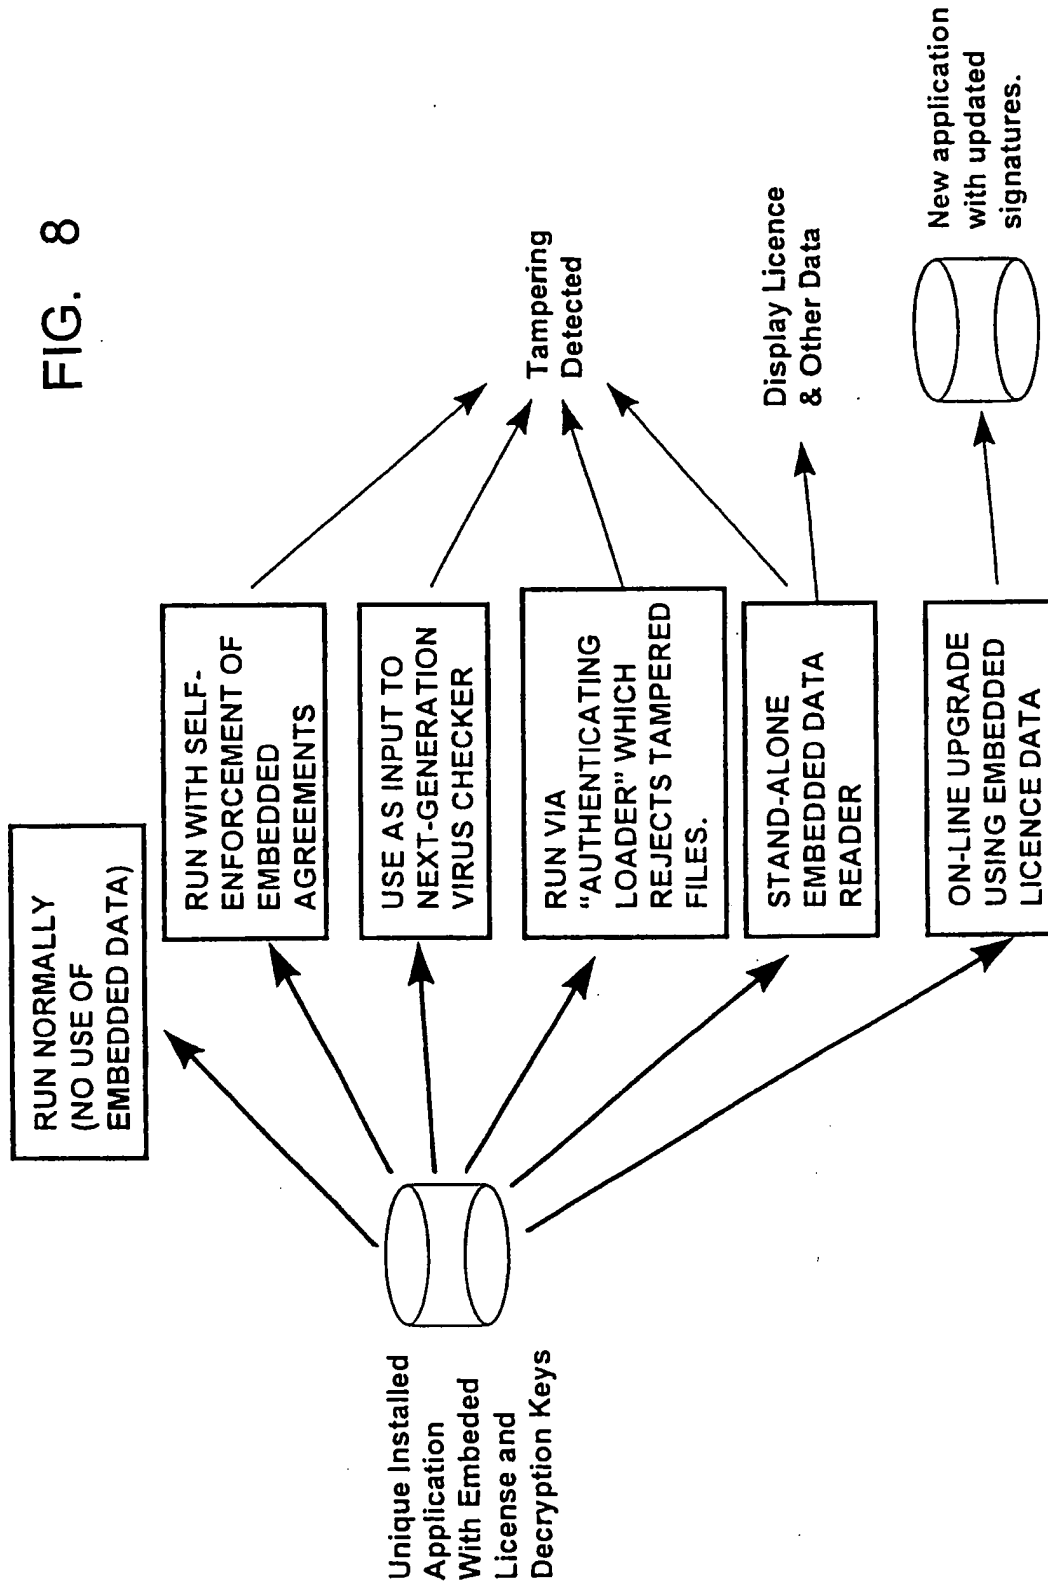 FIG. 8
RUN NORMALLY
(NO USE OF
EMBEDDED DATA)
RUN WITH SELF-
ENFORCEMENT OF
EMBEDDED
AGREEMENTS
USE AS INPUT TO
NEXT-GENERATION
VIRUS CHECKER
RUN VIA
“AUTHENTICATING
LOADER” WHICH
REJECTS TAMPERED
FILES.
STAND-ALONE
EMBEDDED DATA
READER
ON-LINE UPGRADE
USING EMBEDDED
LICENCE DATA
Unique Installed
Application
With Embeded
License and
Decryption Keys
Tampering
Detected
Display Licence
& Other Data
New application
with updated
signatures.